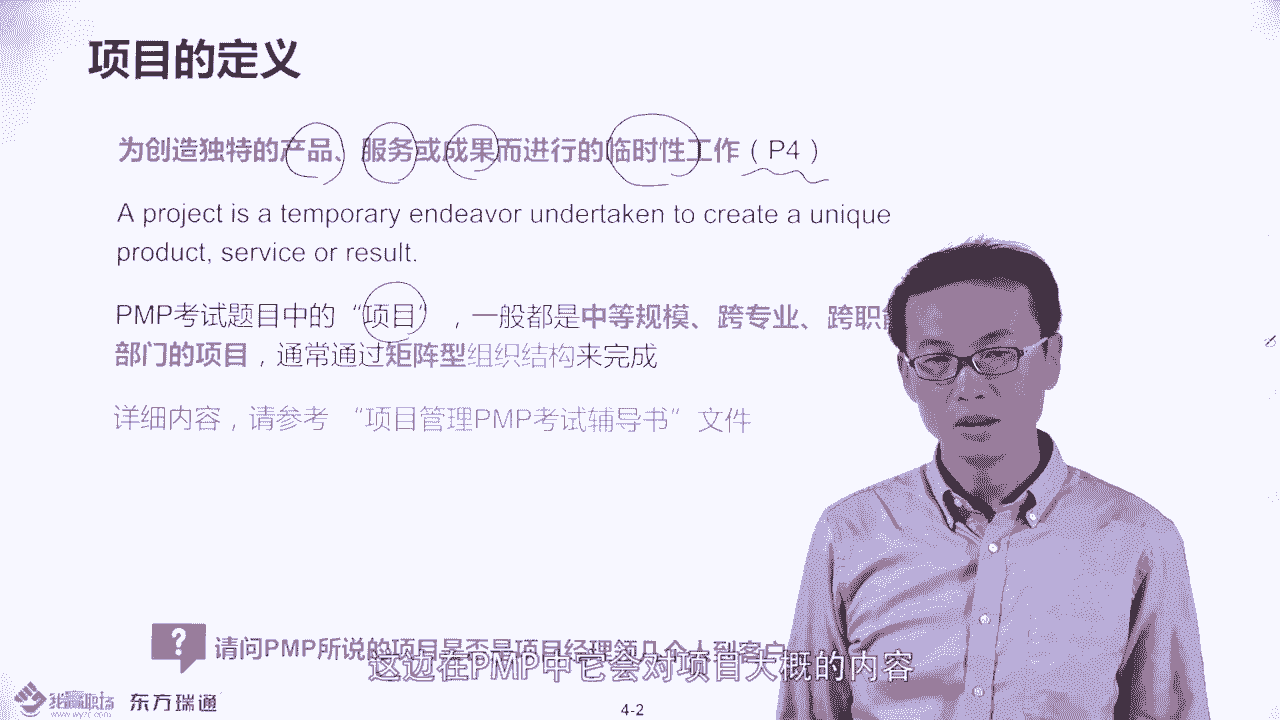 项目的定义
为创造独特的产品、服务或成果而进行的临时性工作（P4）
A project is a temporary endeavor undertaken to create a unique
product, service or result.
PMP考试题目中的“项目”，一般都是中等规模、跨专业、跨职
部门的项目，通常通过矩阵型组织结构来完成
详细内容，请参考 “项目管理PMP考试辅导书” 文件
?
请问PMP所说的项目是否是项目经理领几个人到客户
这边在PMP中它会对项目大概的内容
我赢职场
东方瑞通
4-2